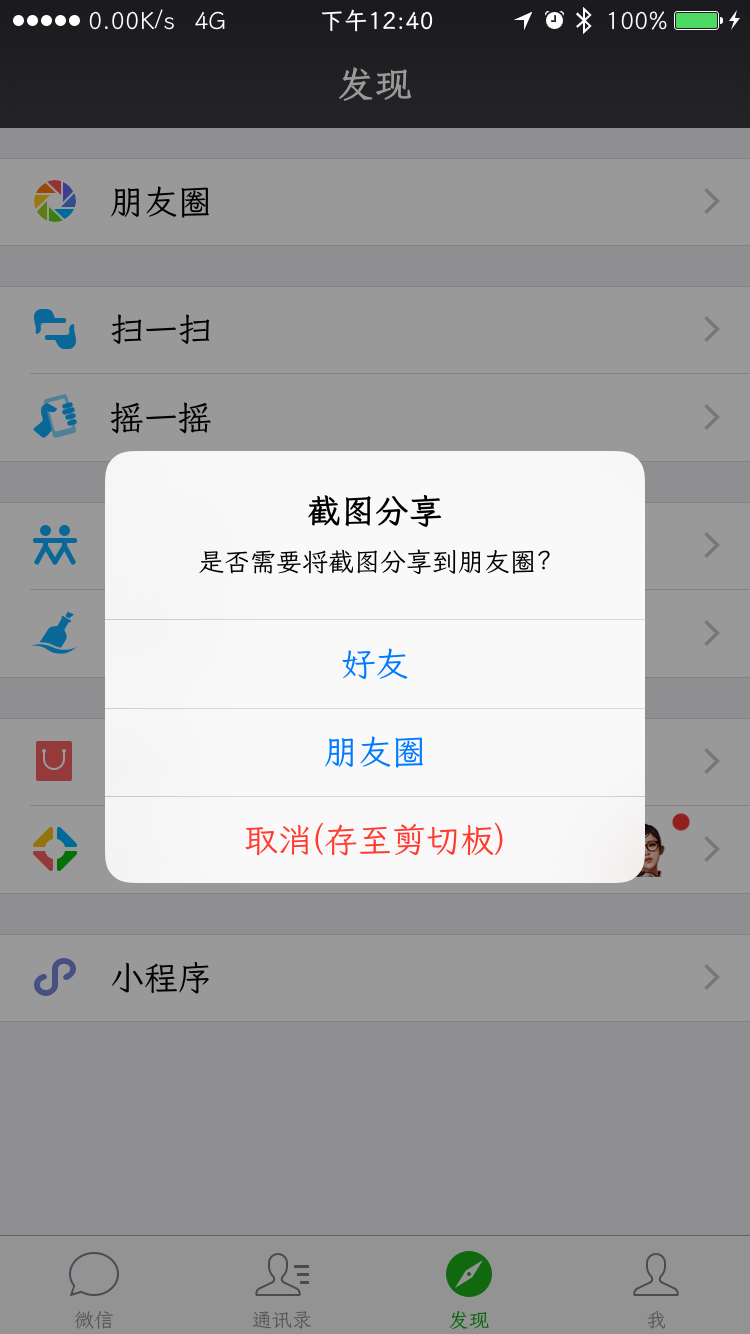 0.00K/s 4G 下午12:40 100%
发现
朋友圈
扫一扫
摇一摇
截图分享
是否需要将截图分享到朋友圈？
好友
朋友圈
取消(存至剪切板)
小程序
微信 通讯录 发现 我